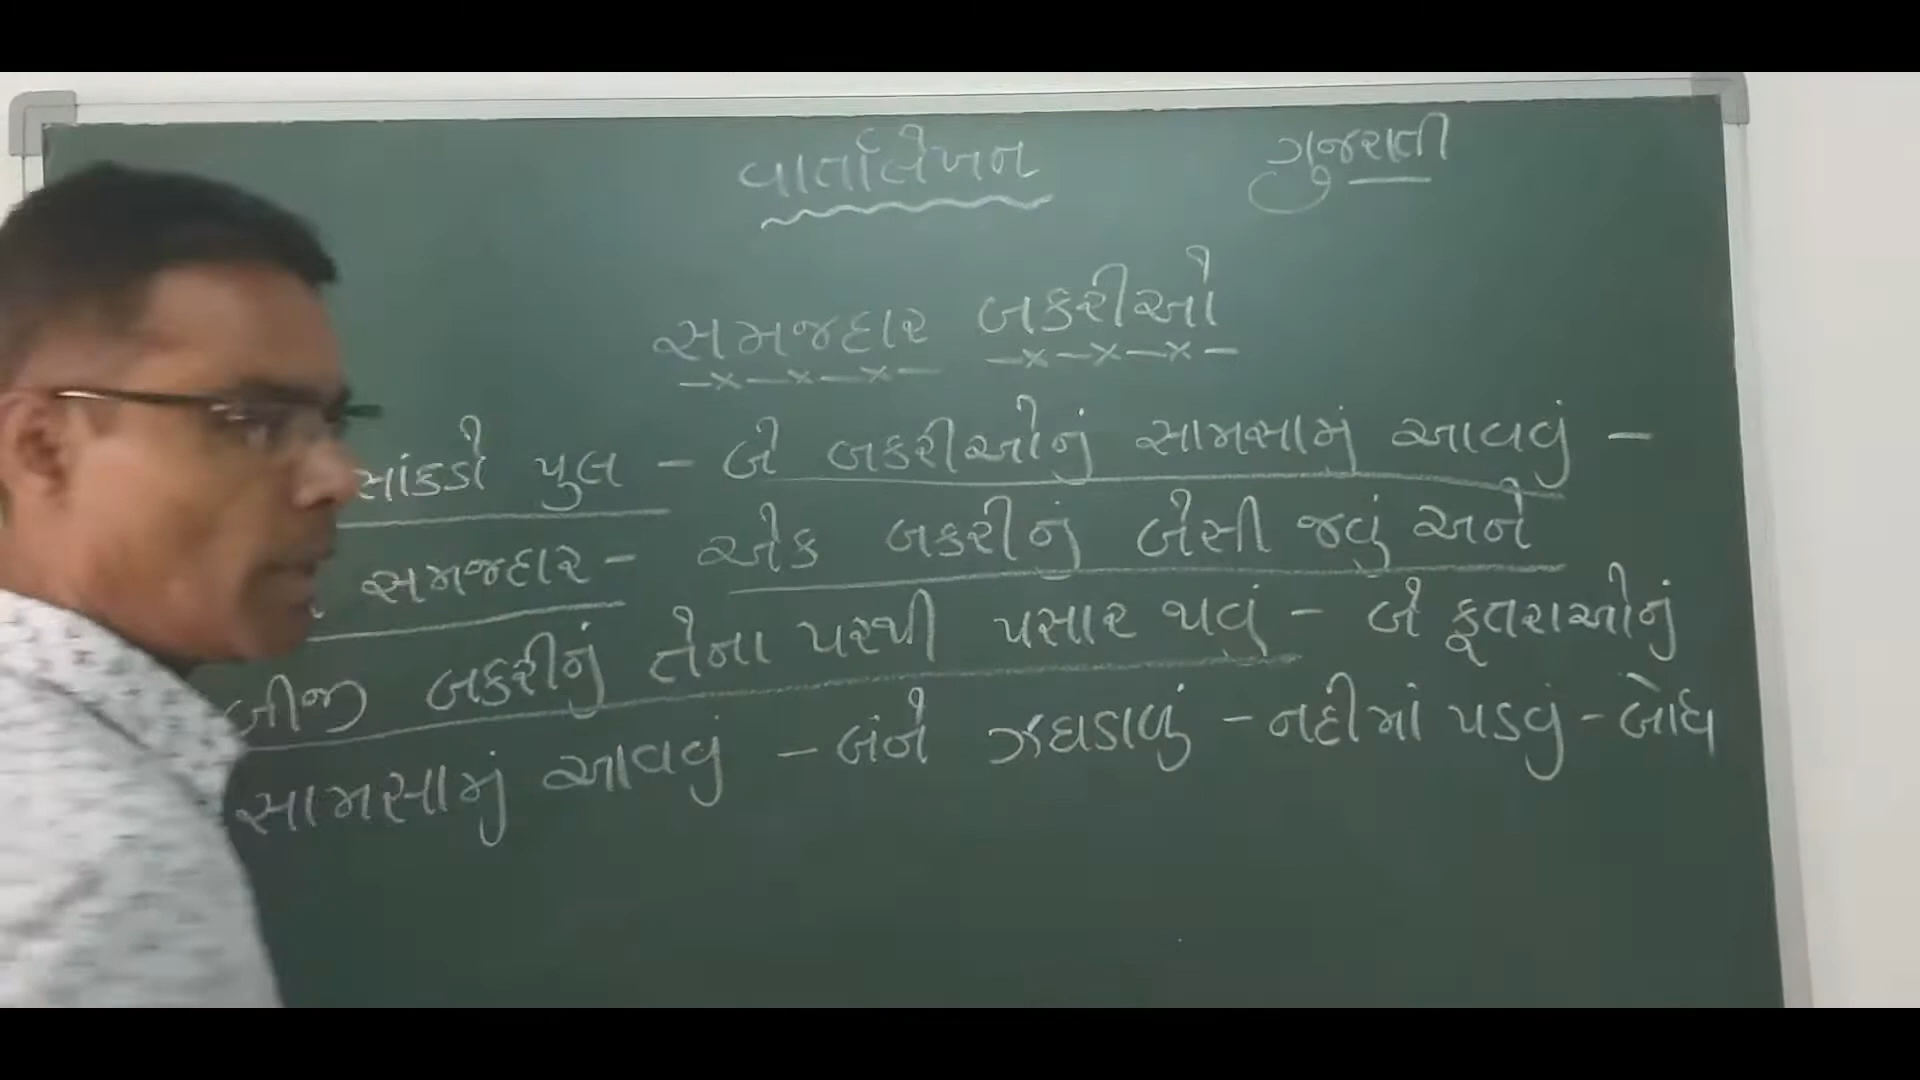 વાર્તાલેખન ગુજરાતી
સમજદાર બકરીઓ
સાંકડો પુલ - બે બકરીઓનું સામસામું આવવું -
સમજદાર - એક બકરીનું બેસી જવું અને
બીજી બકરીનું તેના પરથી પસાર થવું - બે કૂતરાઓનું
સામસામું આવવું - બંને ઝઘડાળું - નદીમાં પડવું - બોધ